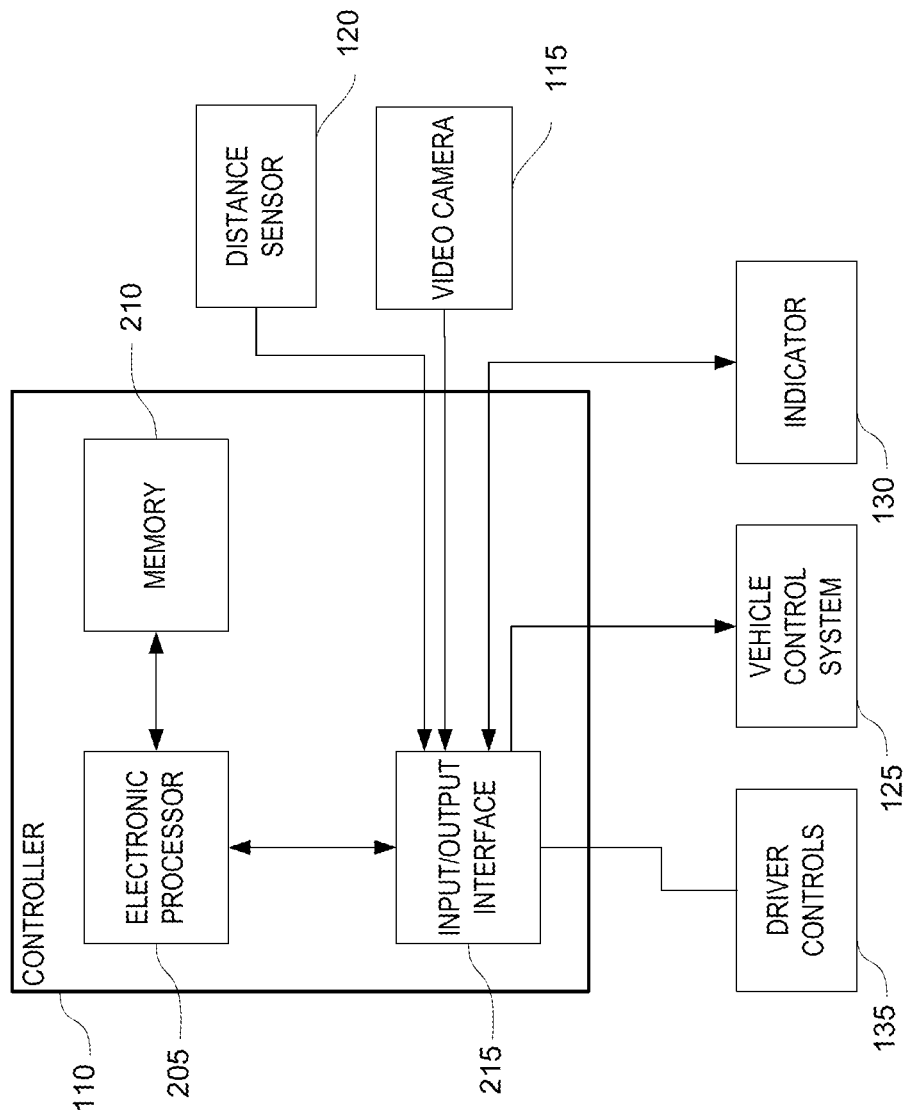 110
CONTROLLER
205
ELECTRONIC
PROCESSOR
MEMORY
210
215
INPUT/OUTPUT
INTERFACE
DISTANCE
SENSOR
120
VIDEO CAMERA
115
135
DRIVER
CONTROLS
125
VEHICLE
CONTROL
SYSTEM
130
INDICATOR